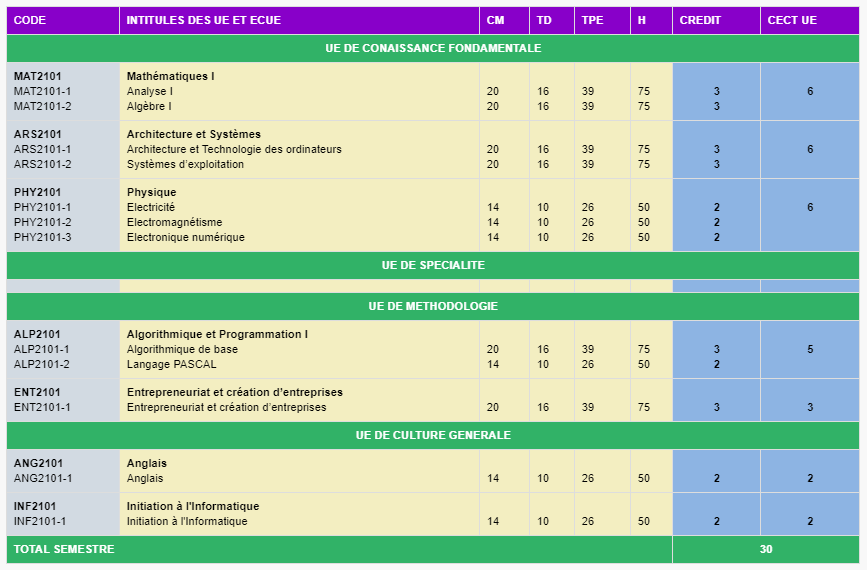 CODE INTITULES DES UE ET ECUE CM TD TPE H CREDIT CECT UE
UE DE CONAISSANCE FONDAMENTALE
MAT2101 Mathématiques I
MAT2101-1 Analyse I 20 16 39 75 3 6
MAT2101-2 Algèbre I 20 16 39 75 3
ARS2101 Architecture et Systèmes
ARS2101-1 Architecture et Technologie des ordinateurs 20 16 39 75 3 6
ARS2101-2 Systèmes d’exploitation 20 16 39 75 3
PHY2101 Physique
PHY2101-1 Electricité 14 10 26 50 2 6
PHY2101-2 Electromagnétisme 14 10 26 50 2
PHY2101-3 Electronique numérique 14 10 26 50 2
UE DE SPECIALITE
UE DE METHODOLOGIE
ALP2101 Algorithmique et Programmation I
ALP2101-1 Algorithmique de base 20 16 39 75 3 5
ALP2101-2 Langage PASCAL 14 10 26 50 2
ENT2101 Entrepreneuriat et création d’entreprises
ENT2101-1 Entrepreneuriat et création d’entreprises 20 16 39 75 3 3
UE DE CULTURE GENERALE
ANG2101 Anglais
ANG2101-1 Anglais 14 10 26 50 2 2
INF2101 Initiation à l'Informatique
INF2101-1 Initiation à l'Informatique 14 10 26 50 2 2
TOTAL SEMESTRE 30